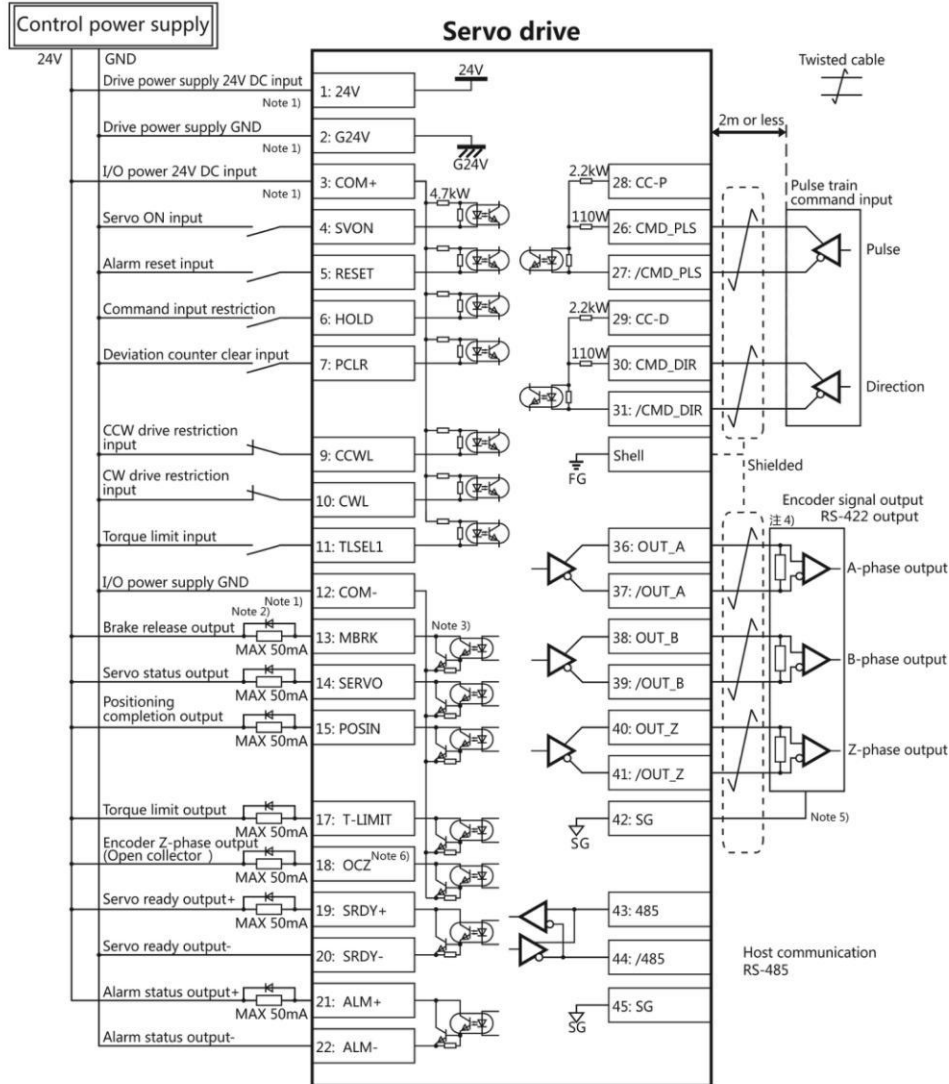 Control power supply
Servo drive
24V
GND
Twisted cable
Drive power supply 24V DC input
Note 1)
1: 24V
24V
2m or less
Drive power supply GND
Note 1)
2: G24V
G24V
I/O power 24V DC input
Note 1)
3: COM+
4.7kW
2.2kW
28: CC-P
Pulse train
command input
Servo ON input
4: SVON
110W
26: CMD_PLS
Pulse
Alarm reset input
5: RESET
27: /CMD_PLS
Command input restriction
6: HOLD
2.2kW
29: CC-D
Deviation counter clear input
7: PCLR
110W
30: CMD_DIR
Direction
31: /CMD_DIR
CCW drive restriction
input
9: CCWL
Shell
FG
Shielded
CW drive restriction
input
10: CWL
Encoder signal output
RS-422 output
注 4)
Torque limit input
11: TLSEL1
36: OUT_A
A-phase output
I/O power supply GND
Note 1)
12: COM-
37: /OUT_A
Note 2)
Brake release output
MAX 50mA
13: MBRK
Note 3)
38: OUT_B
B-phase output
Servo status output
MAX 50mA
14: SERVO
39: /OUT_B
Positioning
completion output
MAX 50mA
15: POSIN
40: OUT_Z
Z-phase output
41: /OUT_Z
Torque limit output
MAX 50mA
17: T-LIMIT
42: SG
SG
Note 5)
Encoder Z-phase output
(Open collector )
MAX 50mA
18: OCZ
Note 6)
Servo ready output+
MAX 50mA
19: SRDY+
43: 485
Servo ready output-
20: SRDY-
44: /485
Host communication
RS-485
Alarm status output+
MAX 50mA
21: ALM+
45: SG
SG
Alarm status output-
22: ALM-